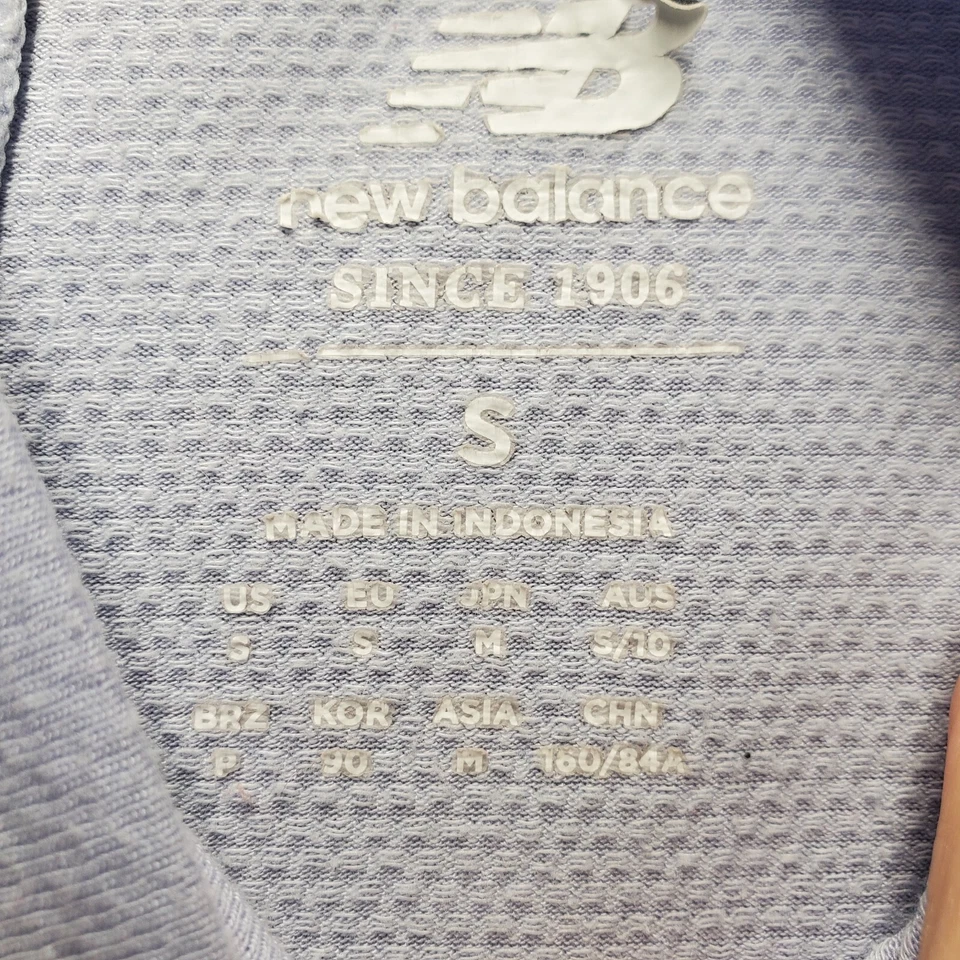 NB
new balance
SINCE 1906
S
MADE IN INDONESIA
US EU JPN AUS
S S M S/10
BRZ KOR ASIA CHN
P 90 M 160/84A